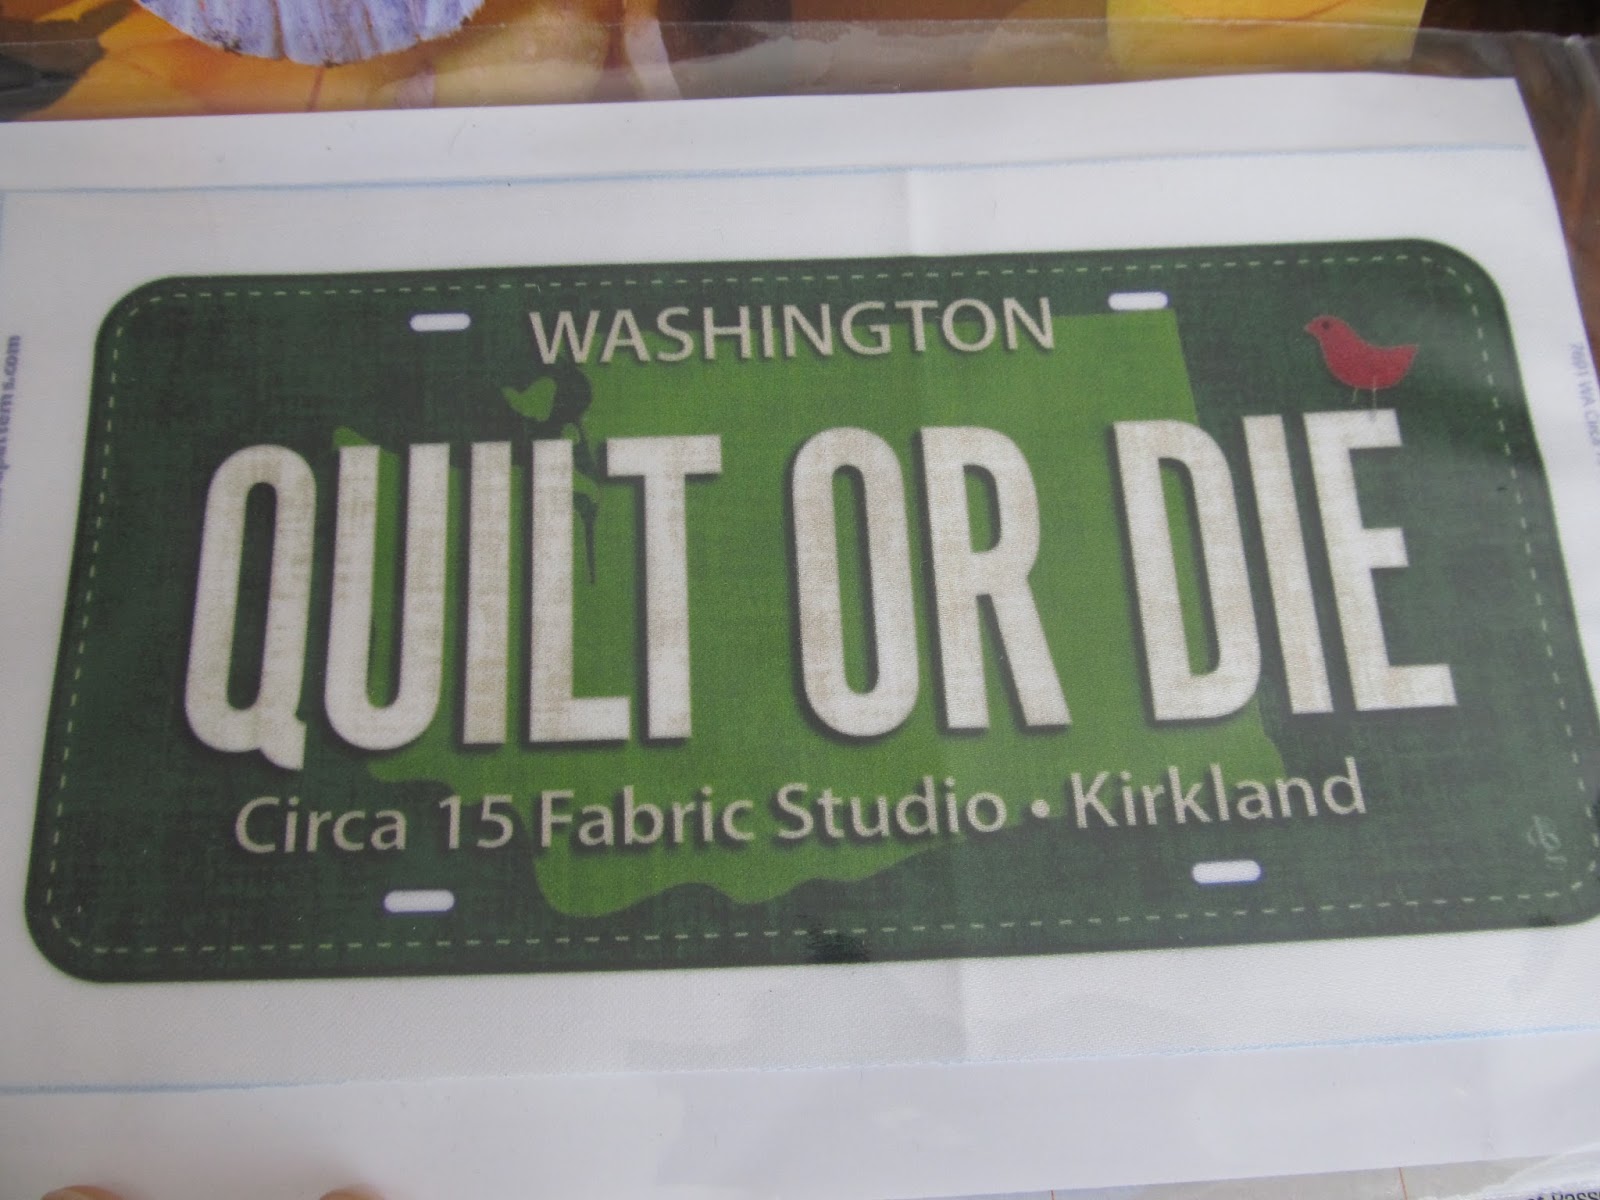 WASHINGTON
QUILT OR DIE
Circa 15 Fabric Studio • Kirkland